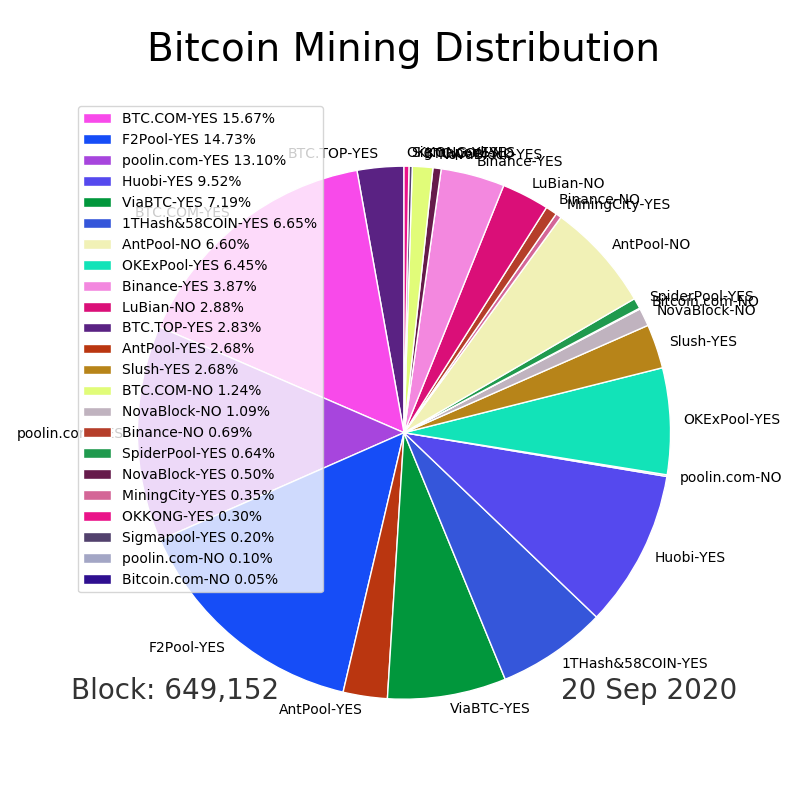 Bitcoin Mining Distribution
BTC.COM-YES 15.67%
F2Pool-YES 14.73%
poolin.com-YES 13.10%
Huobi-YES 9.52%
ViaBTC-YES 7.19%
1THash&58COIN-YES 6.65%
AntPool-NO 6.60%
OKExPool-YES 6.45%
Binance-YES 3.87%
LuBian-NO 2.88%
BTC.TOP-YES 2.83%
AntPool-YES 2.68%
Slush-YES 2.68%
BTC.COM-NO 1.24%
NovaBlock-NO 1.09%
Binance-NO 0.69%
SpiderPool-YES 0.64%
NovaBlock-YES 0.50%
MiningCity-YES 0.35%
OKKONG-YES 0.30%
Sigmapool-YES 0.20%
poolin.com-NO 0.10%
Bitcoin.com-NO 0.05%
BTC.TOP-YES
BTC.COM-YES
F2Pool-YES
AntPool-YES
ViaBTC-YES
1THash&58COIN-YES
Huobi-YES
poolin.com-NO
OKExPool-YES
Slush-YES
NovaBlock-NO
Bitcoin.com-NO
SpiderPool-YES
AntPool-NO
MiningCity-YES
Binance-NO
LuBian-NO
Binance-YES
Block: 649,152
20 Sep 2020